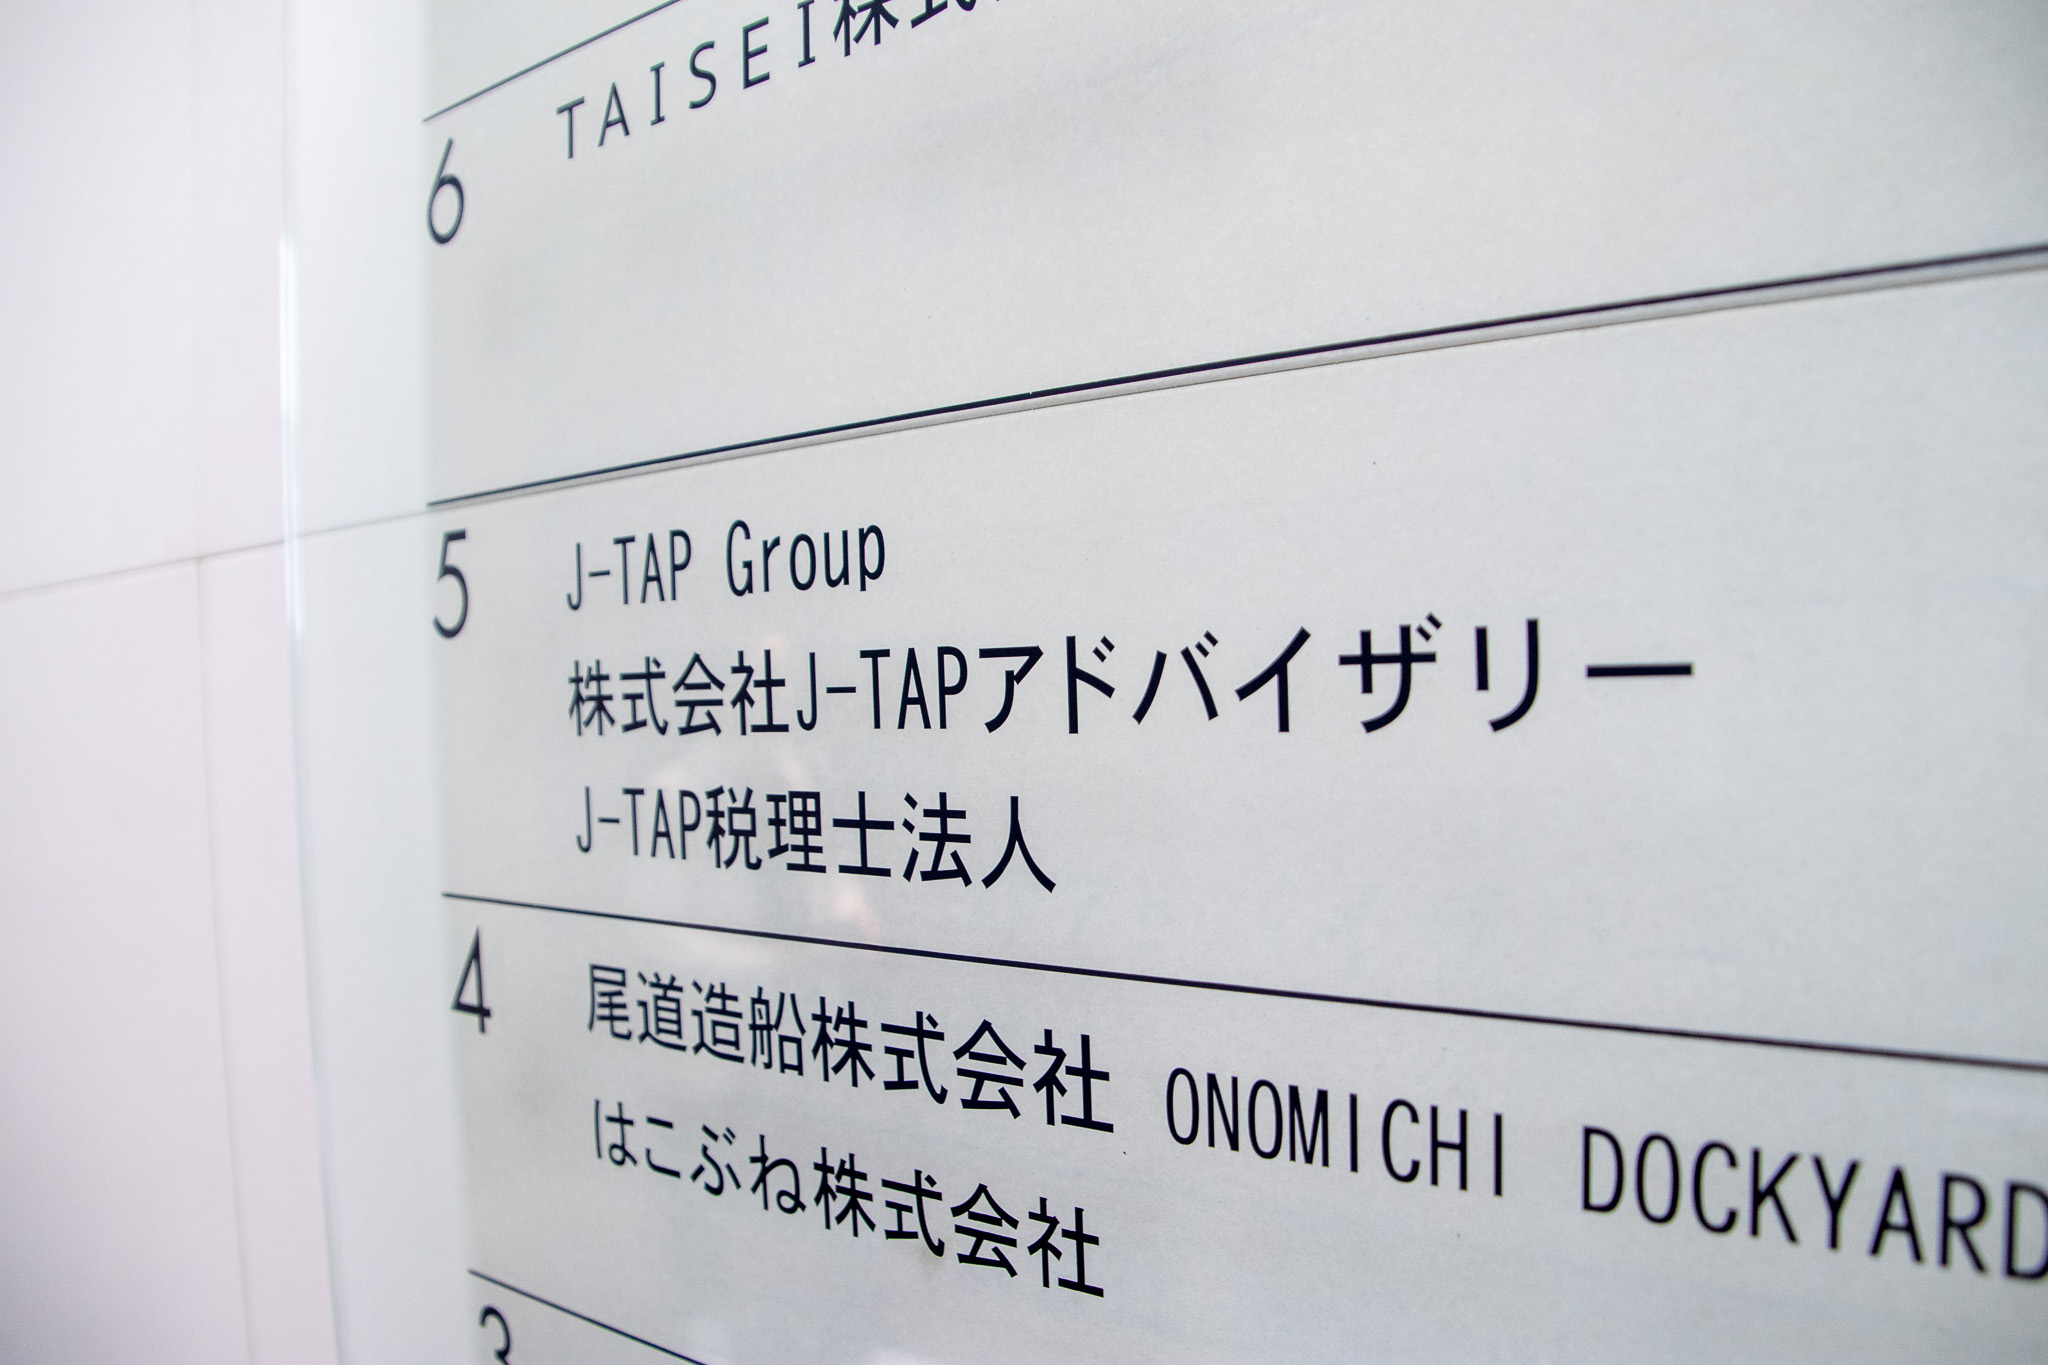 6 TAISEI株式
5 J-TAP Group
株式会社J-TAPアドバイザリー
J-TAP税理士法人
4 尾道造船株式会社 ONOMICHI DOCKYARD
はこぶね株式会社
3